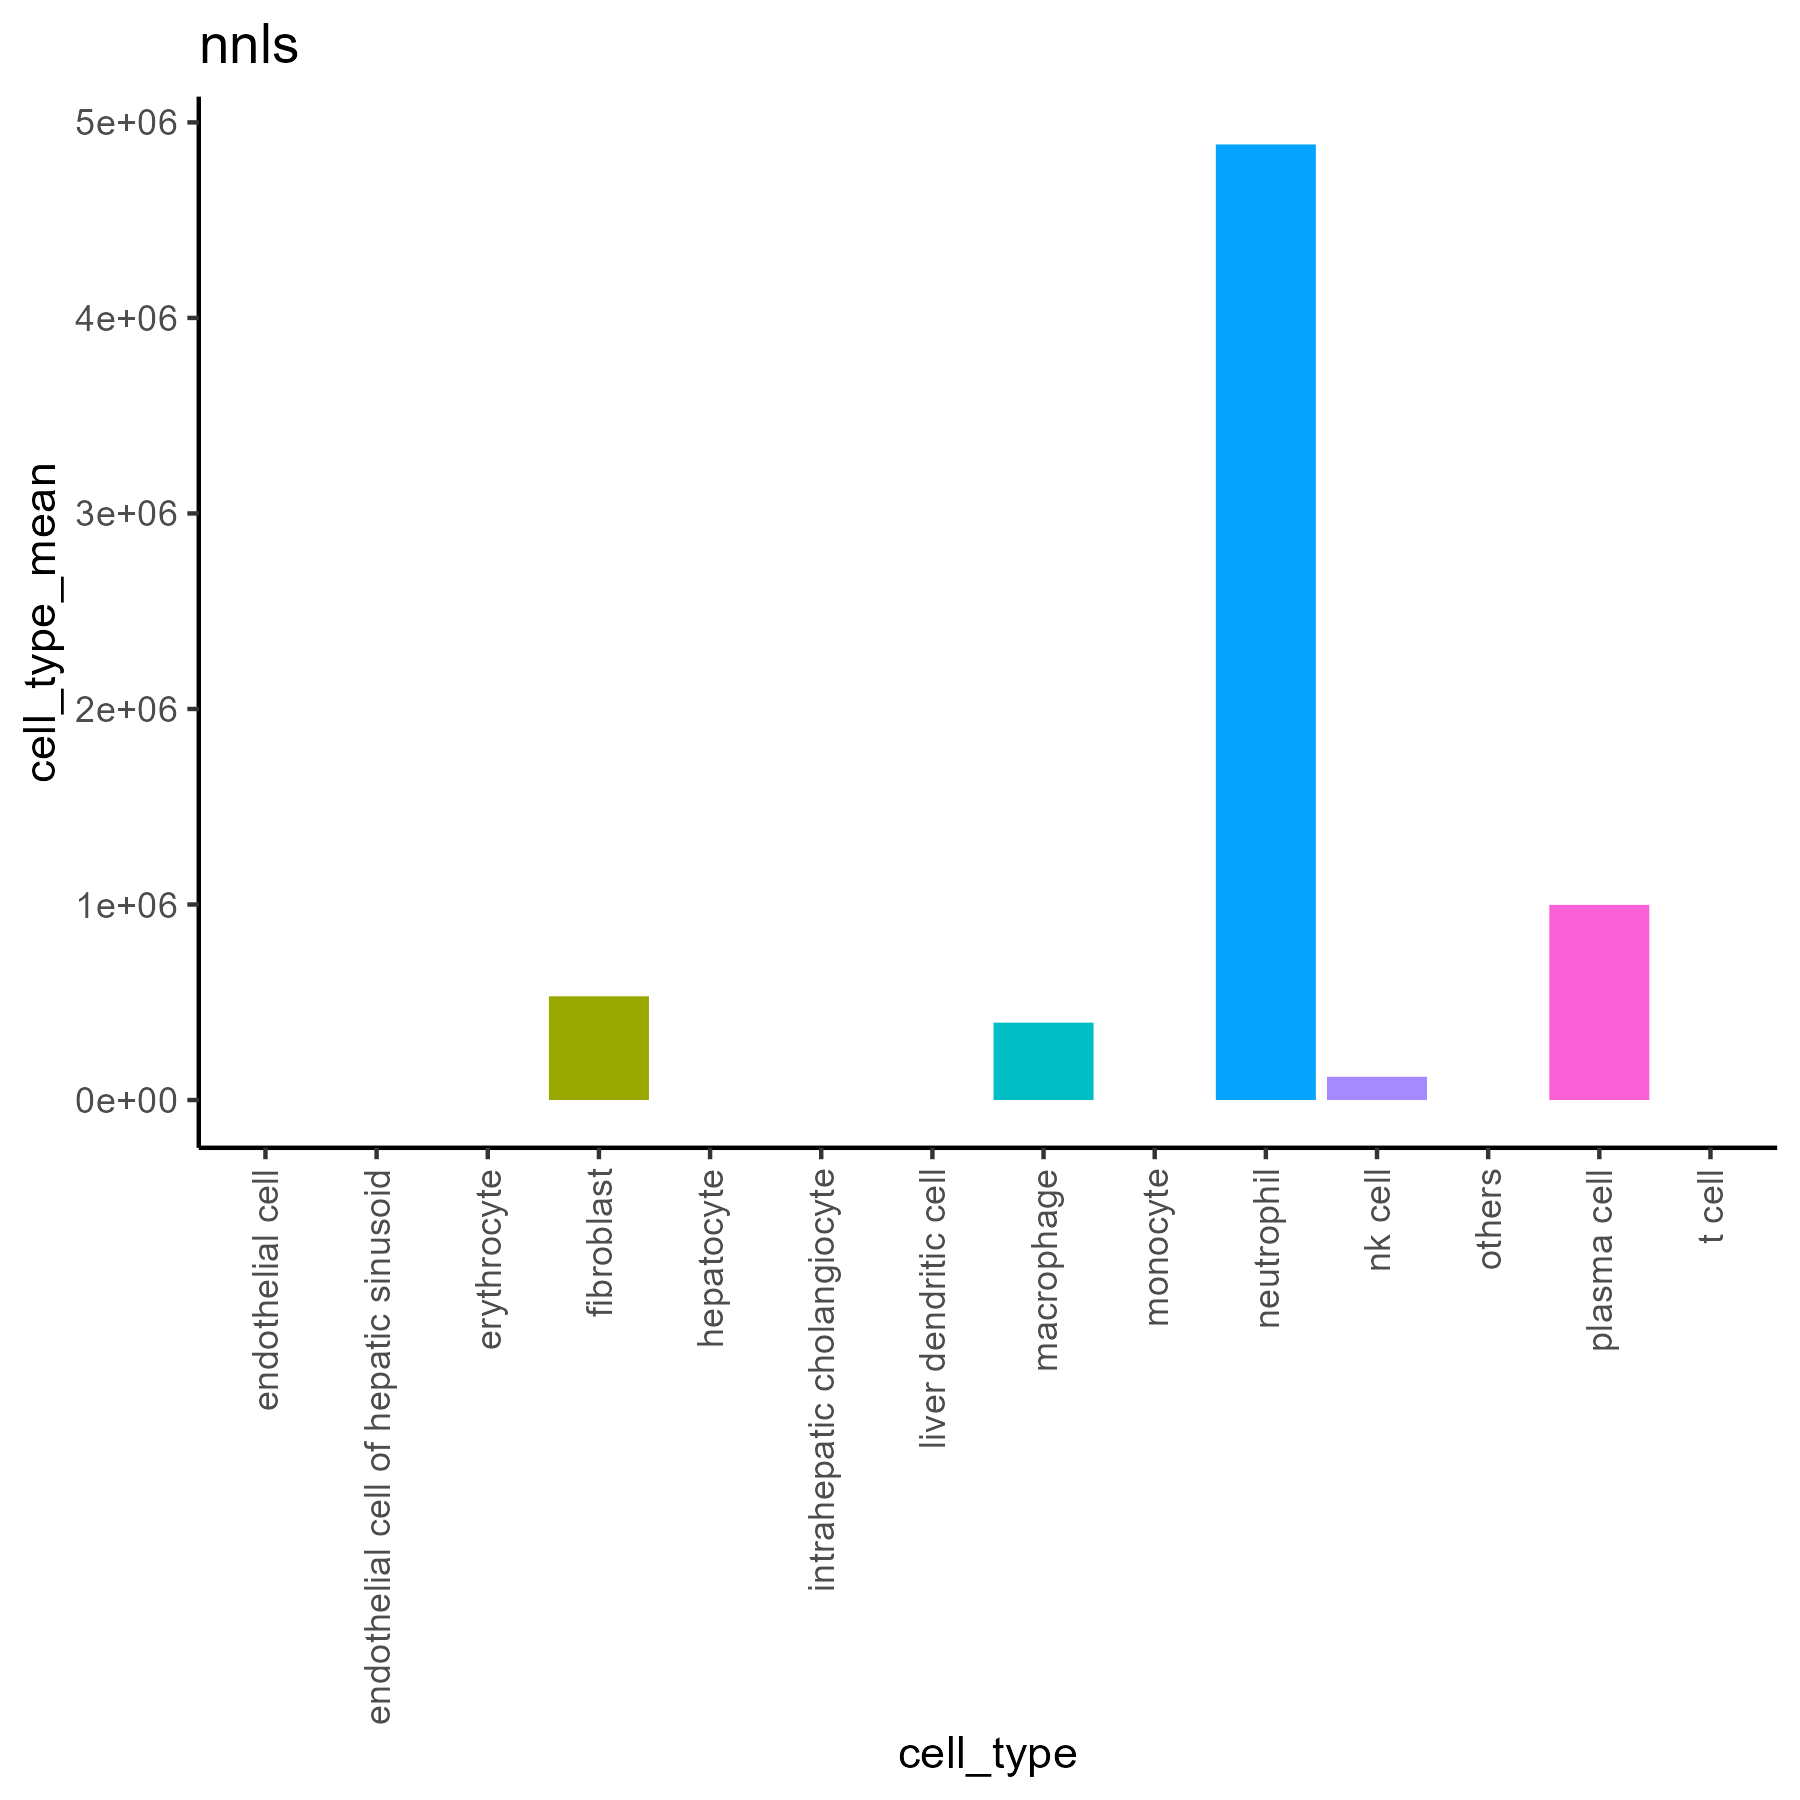 nnls
cell_type_mean
5e+06
4e+06
3e+06
2e+06
1e+06
0e+00
endothelial cell
endothelial cell of hepatic sinusoid
erythrocyte
fibroblast
hepatocyte
intrahepatic cholangiocyte
liver dendritic cell
macrophage
monocyte
neutrophil
nk cell
others
plasma cell
t cell
cell_type